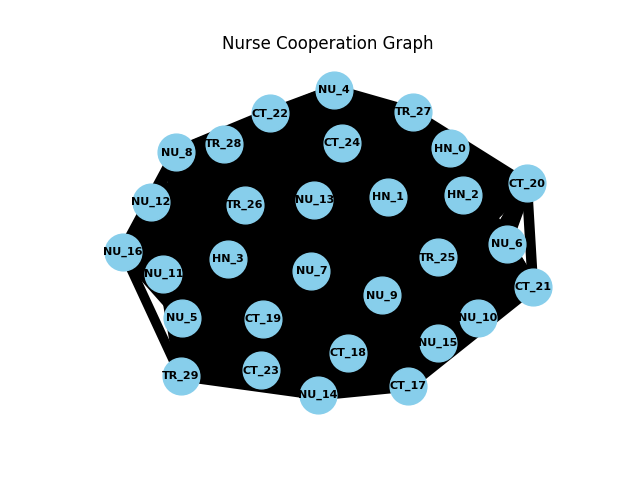 Nurse Cooperation Graph
NU_4
CT_22
TR_27
TR_28
CT_24
HN_0
NU_8
CT_20
HN_2
HN_1
NU_13
NU_12
TR_26
NU_6
NU_16
TR_25
HN_3
NU_7
NU_11
CT_21
NU_9
NU_5
CT_19
NU_10
NU_15
CT_18
CT_23
TR_29
CT_17
NU_14